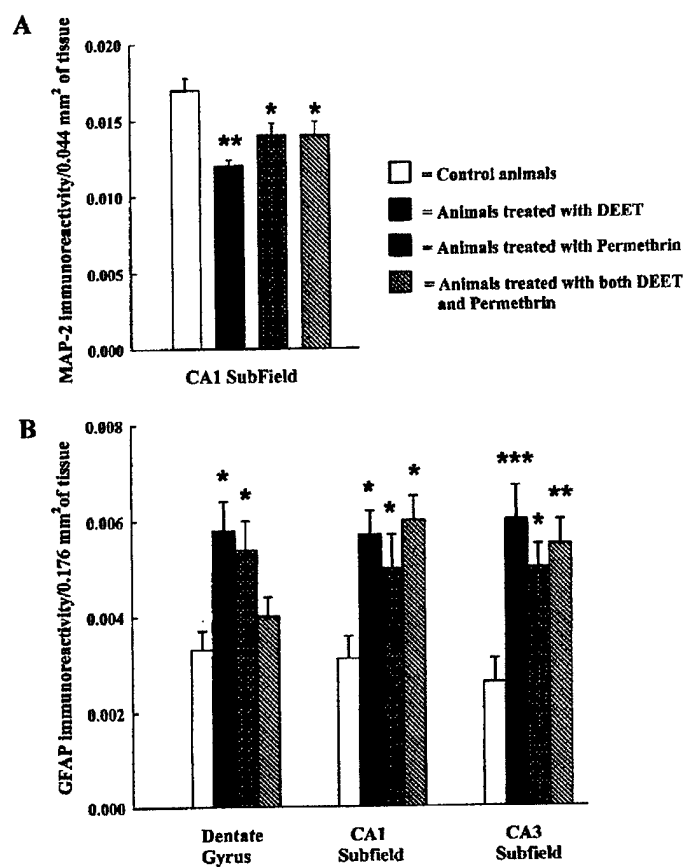 A
MAP-2 immunoreactivity/0.044 mm² of tissue
0.020
0.015
0.010
0.005
0.000
**
*
*
CA1 SubField
= Control animals
= Animals treated with DEET
= Animals treated with Permethrin
= Animals treated with both DEET
and Permethrin
B
GFAP immunoreactivity/0.176 mm² of tissue
0.008
0.006
0.004
0.002
0.000
*
*
*
*
*
***
*
**
Dentate
Gyrus
CA1
Subfield
CA3
Subfield